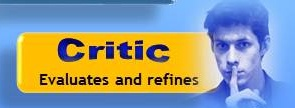 Critic
Evaluates and refines